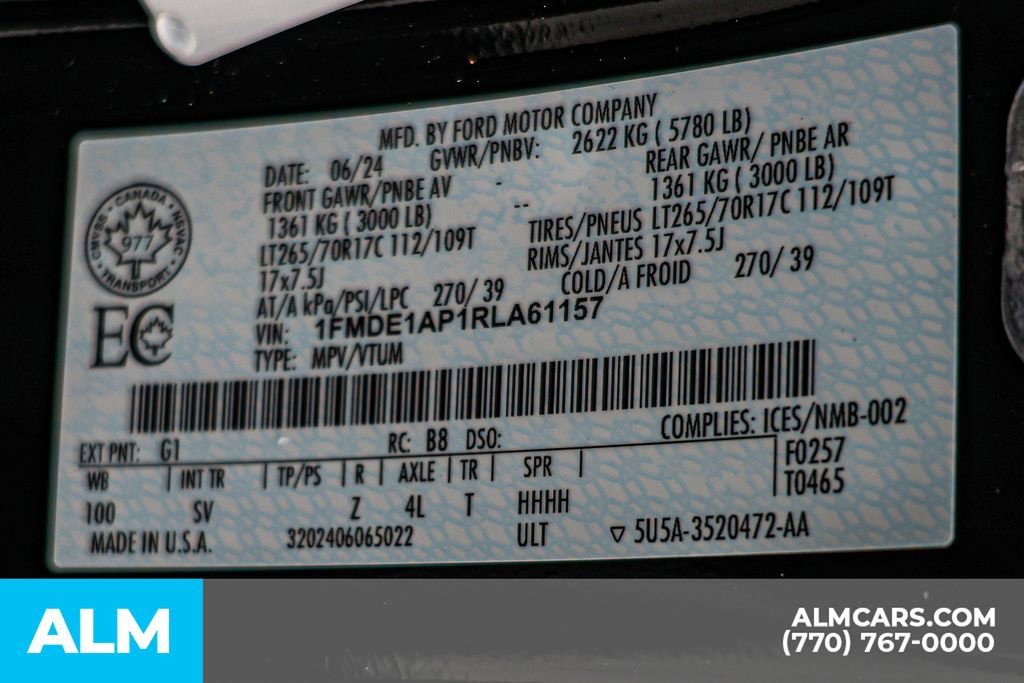 MFD. BY FORD MOTOR COMPANY
DATE: 06/24 GVWR/PNBV: 2622 KG ( 5780 LB)
FRONT GAWR/PNBE AV - REAR GAWR/ PNBE AR
1361 KG ( 3000 LB) -- 1361 KG ( 3000 LB)
LT265/70R17C 112/109T TIRES/PNEUS LT265/70R17C 112/109T
17x7.5J RIMS/JANTES 17x7.5J
AT/A kPa/PSI/LPC 270/ 39 COLD/A FROID 270/ 39
VIN: 1FMDE1AP1RLA61157
TYPE: MPV/VTUM
CANADA
CMVSS NSVAC
977
TRANSPORT
EC
EXT PNT: G1 RC: B8 DSO: COMPLIES: ICES/NMB-002
WB | INT TR | TP/PS | R | AXLE | TR | SPR | F0257
100 SV Z 4L T HHHH T0465
MADE IN U.S.A. 3202406065022 ULT ▽ 5U5A-3520472-AA
ALM
ALMCARS.COM
(770) 767-0000